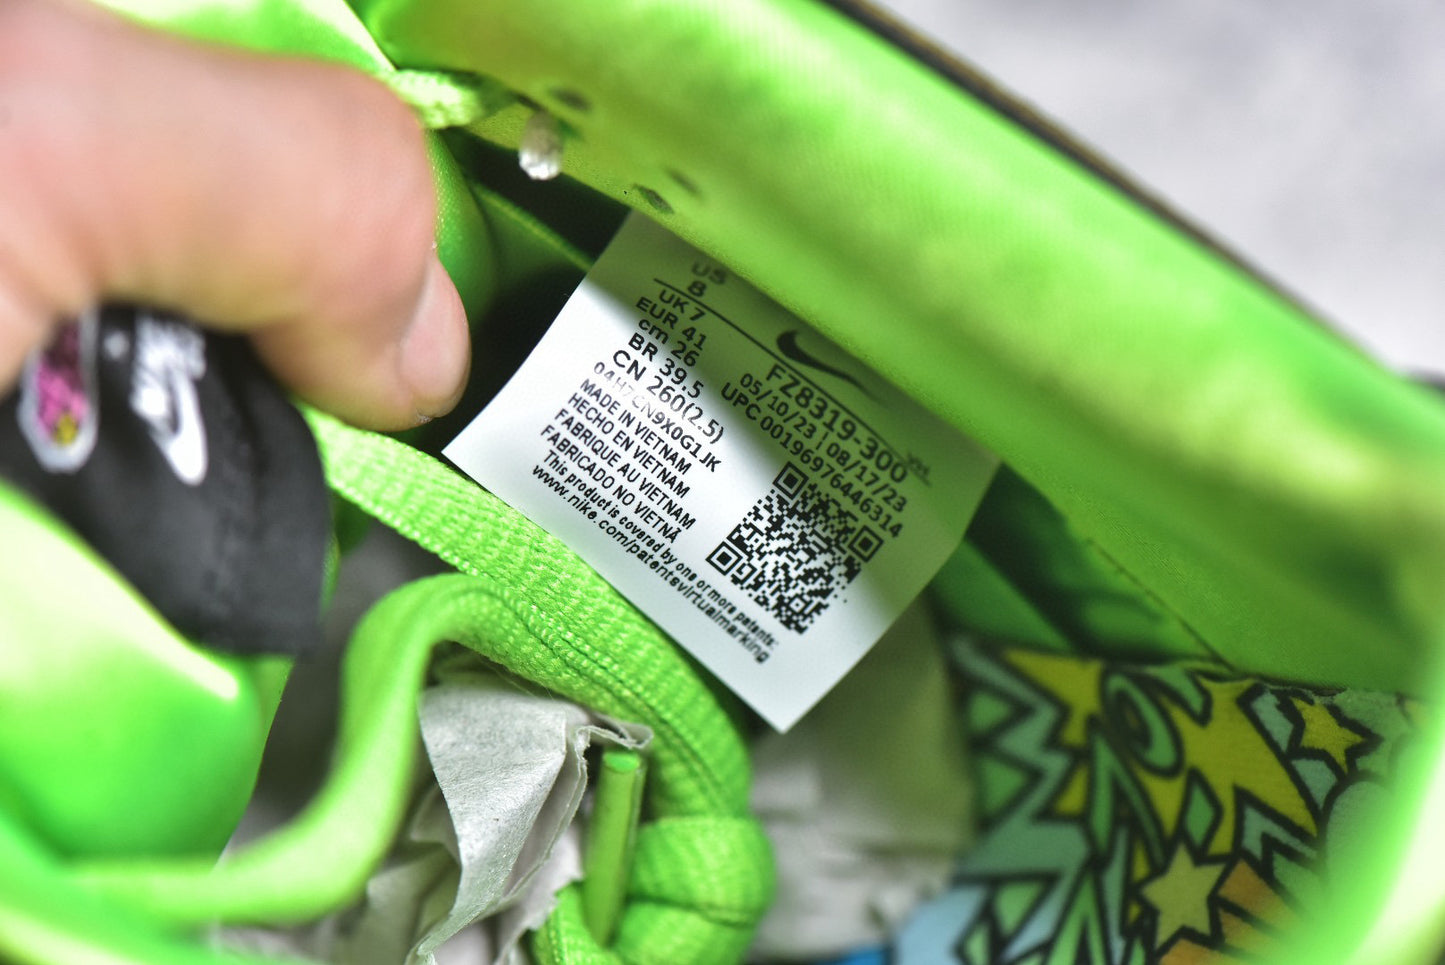 US
8
UK 7
EUR 41
cm 26
BR 39.5
CN 260(2.5)
04H7CN9X0G1JK
MADE IN VIETNAM
HECHO EN VIETNAM
FABRIQUE AU VIETNAM
FABRICADO NO VIETNÃ
This product is covered by one or more patents:
www.nike.com/patentsvirtualmarking
FZ8319-300
05/10/23 | 08/17/23
UPC 00196976446314